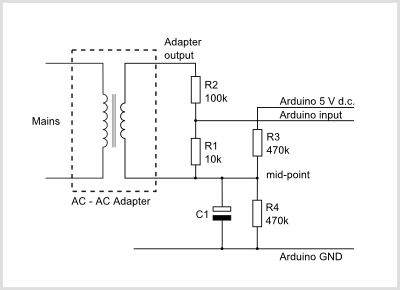 Adapter
output
R2
100k
Arduino 5 V d.c.
Arduino input
Mains
R1
10k
R3
470k
mid-point
AC - AC Adapter
C1
R4
470k
Arduino GND